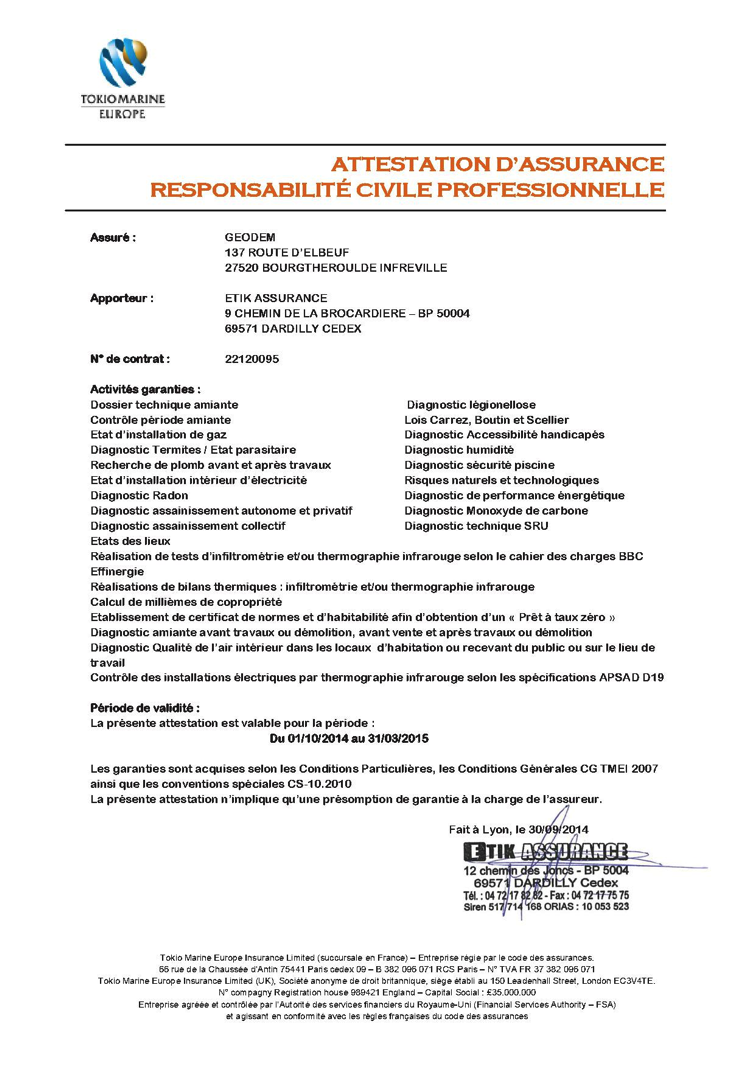 TOKIO MARINE
EUROPE
ATTESTATION D'ASSURANCE
RESPONSABILITÉ CIVILE PROFESSIONNELLE
Assuré : GEODEM
137 ROUTE D'ELBEUF
27520 BOURGTHEROULDE INFREVILLE
Apporteur : ETIK ASSURANCE
9 CHEMIN DE LA BROCARDIERE – BP 50004
69571 DARDILLY CEDEX
N° de contrat : 22120095
Activités garanties :
Dossier technique amiante Diagnostic légionellose
Contrôle période amiante Lois Carrez, Boutin et Scellier
Etat d'installation de gaz Diagnostic Accessibilité handicapés
Diagnostic Termites / Etat parasitaire Diagnostic humidité
Recherche de plomb avant et après travaux Diagnostic sécurité piscine
Etat d'installation intérieur d'électricité Risques naturels et technologiques
Diagnostic Radon Diagnostic de performance énergétique
Diagnostic assainissement autonome et privatif Diagnostic Monoxyde de carbone
Diagnostic assainissement collectif Diagnostic technique SRU
Etats des lieux
Réalisation de tests d'infiltrométrie et/ou thermographie infrarouge selon le cahier des charges BBC
Effinergie
Réalisations de bilans thermiques : infiltrométrie et/ou thermographie infrarouge
Calcul de millièmes de copropriété
Etablissement de certificat de normes et d'habitabilité afin d'obtention d'un « Prêt à taux zéro »
Diagnostic amiante avant travaux ou démolition, avant vente et après travaux ou démolition
Diagnostic Qualité de l'air intérieur dans les locaux d'habitation ou recevant du public ou sur le lieu de
travail
Contrôle des installations électriques par thermographie infrarouge selon les spécifications APSAD D19
Période de validité :
La présente attestation est valable pour la période :
Du 01/10/2014 au 31/03/2015
Les garanties sont acquises selon les Conditions Particulières, les Conditions Générales CG TMEI 2007
ainsi que les conventions spéciales CS-10.2010
La présente attestation n'implique qu'une présomption de garantie à la charge de l'assureur.
Fait à Lyon, le 30/09/2014
ETIK ASSURANCE
12 chemin des Joncs - BP 5004
69571 DARDILLY Cedex
Tél. : 04 72 17 82 82 - Fax : 04 72 17 75 75
Siren 517 714 168 ORIAS : 10 053 523
Tokio Marine Europe Insurance Limited (succursale en France) – Entreprise régie par le code des assurances.
66 rue de la Chaussée d'Antin 75441 Paris cedex 09 – B 382 096 071 RCS Paris – N° TVA FR 37 382 096 071
Tokio Marine Europe Insurance Limited (UK), Société anonyme de droit britannique, siège établi au 150 Leadenhall Street, London EC3V4TE.
N° compagny Registration house 989421 England – Capital Social : £35.000.000
Entreprise agréée et contrôlée par l'Autorité des services financiers du Royaume-Uni (Financial Services Authority – FSA)
et agissant en conformité avec les règles françaises du code des assurances